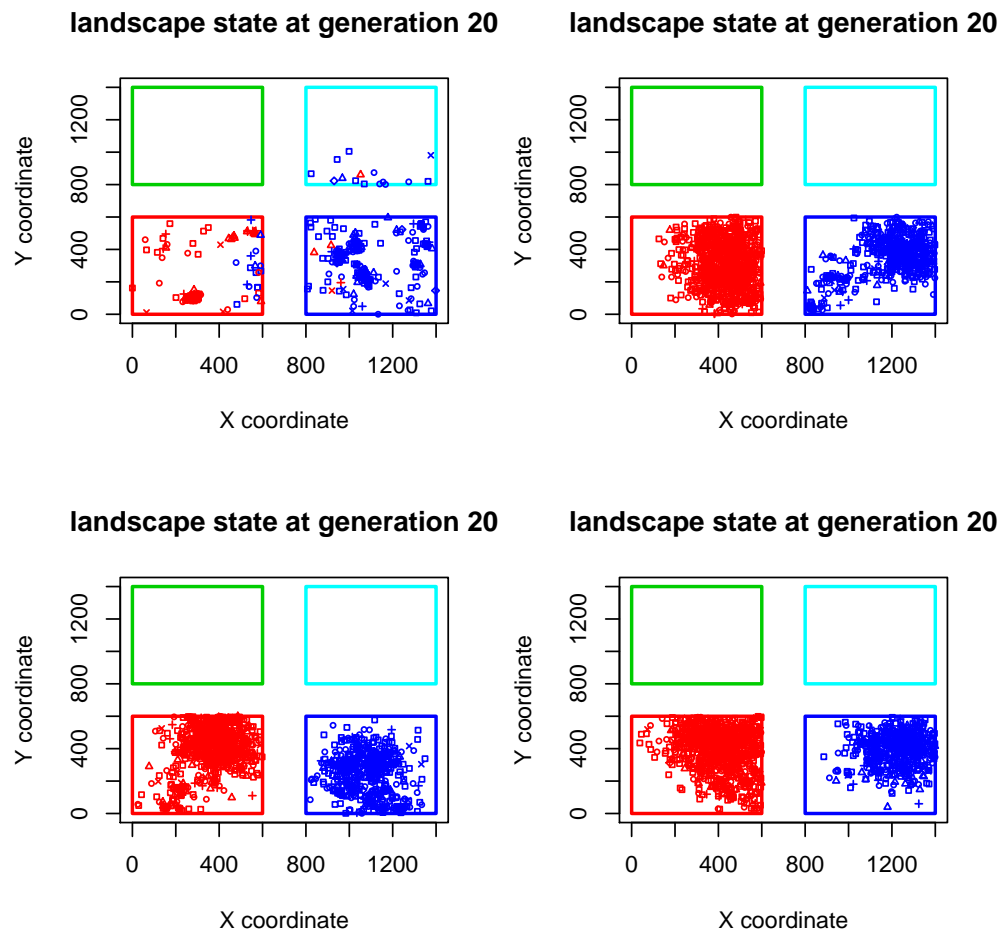 landscape state at generation 20 landscape state at generation 20
Y coordinate
0 400 800 1200
0 400 800 1200
X coordinate
Y coordinate
0 400 800 1200
0 400 800 1200
X coordinate
landscape state at generation 20 landscape state at generation 20
Y coordinate
0 400 800 1200
0 400 800 1200
X coordinate
Y coordinate
0 400 800 1200
0 400 800 1200
X coordinate